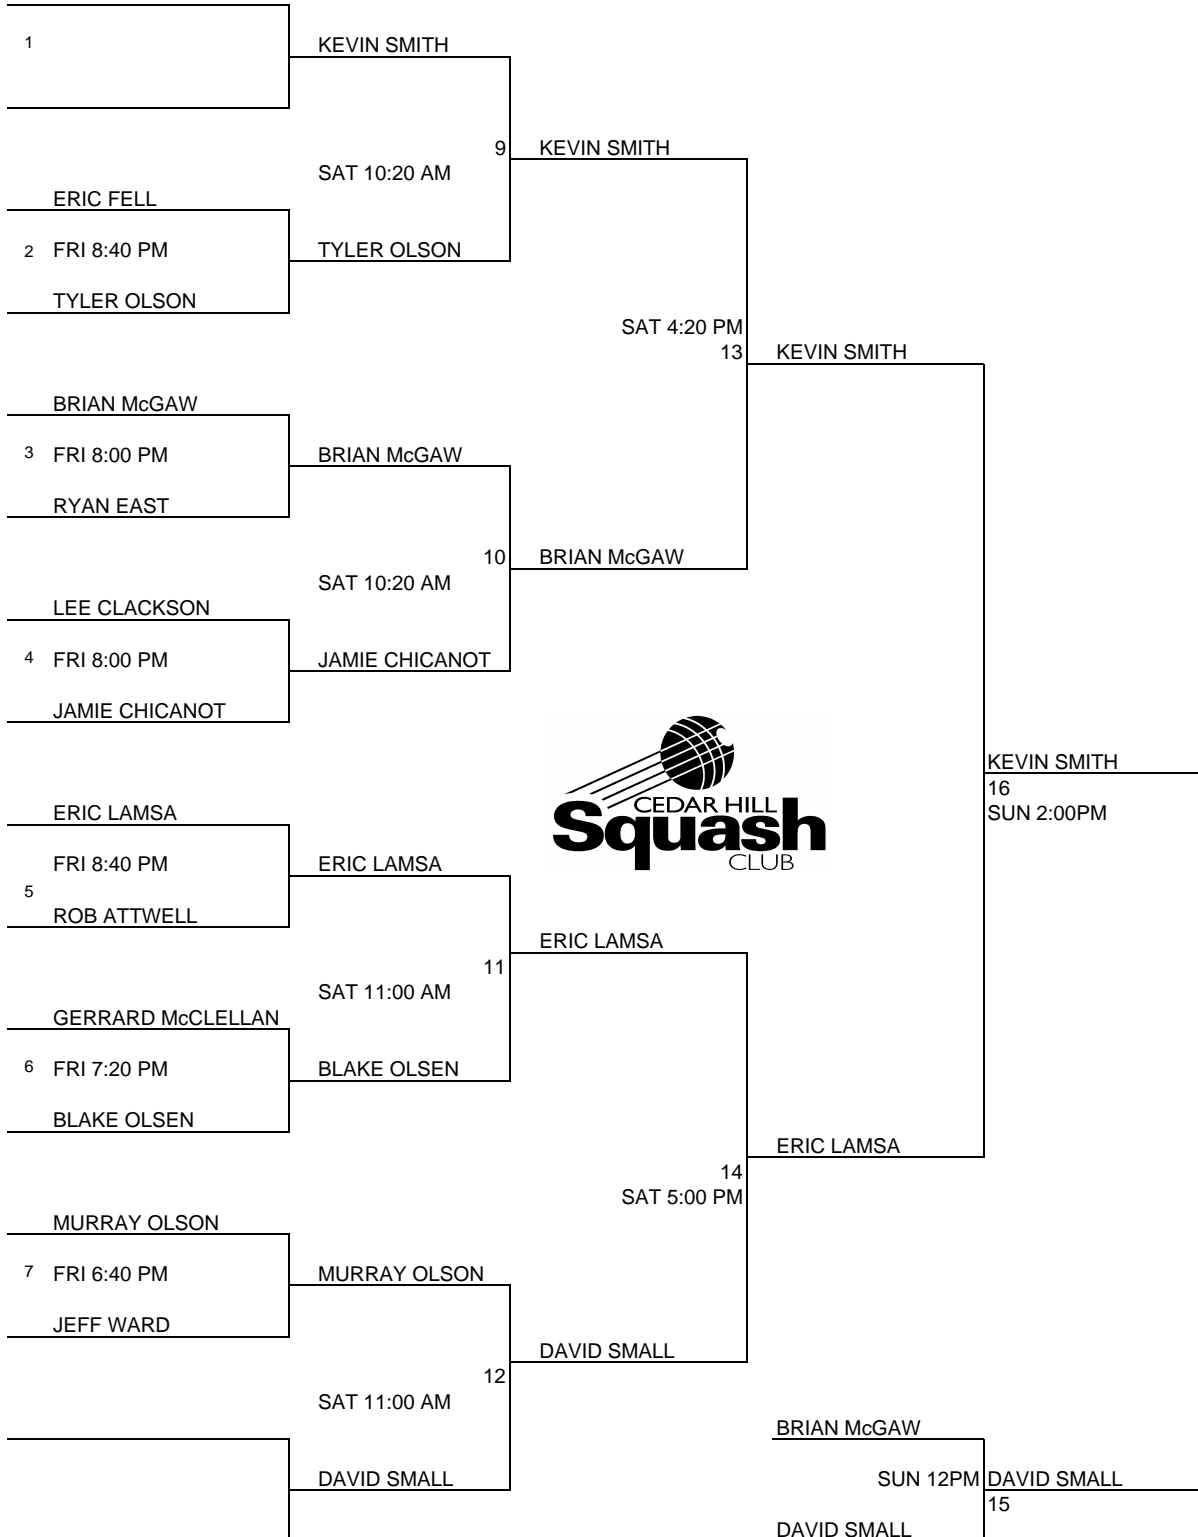 1
KEVIN SMITH
9
KEVIN SMITH
SAT 10:20 AM
ERIC FELL
2 FRI 8:40 PM
TYLER OLSON
TYLER OLSON
SAT 4:20 PM
13
KEVIN SMITH
BRIAN McGAW
3 FRI 8:00 PM
BRIAN McGAW
RYAN EAST
10
BRIAN McGAW
SAT 10:20 AM
LEE CLACKSON
4 FRI 8:00 PM
JAMIE CHICANOT
JAMIE CHICANOT
KEVIN SMITH
16
SUN 2:00PM
CEDAR HILL
Squash
CLUB
ERIC LAMSA
FRI 8:40 PM
ERIC LAMSA
5
ROB ATTWELL
ERIC LAMSA
11
SAT 11:00 AM
GERRARD McCLELLAN
6 FRI 7:20 PM
BLAKE OLSEN
BLAKE OLSEN
ERIC LAMSA
14
SAT 5:00 PM
MURRAY OLSON
7 FRI 6:40 PM
MURRAY OLSON
JEFF WARD
DAVID SMALL
12
SAT 11:00 AM
BRIAN McGAW
DAVID SMALL
SUN 12PM DAVID SMALL
15
DAVID SMALL